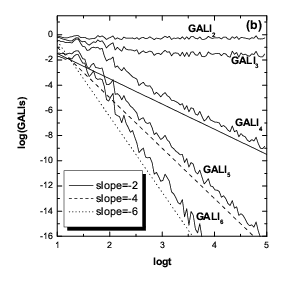 (b)
GALI2
GALI3
GALI4
GALI5
GALI6
log(GALIs)
2
0
-2
-4
-6
-8
-10
-12
-14
-16
slope=-2
slope=-4
slope=-6
1 2 3 4 5
logt